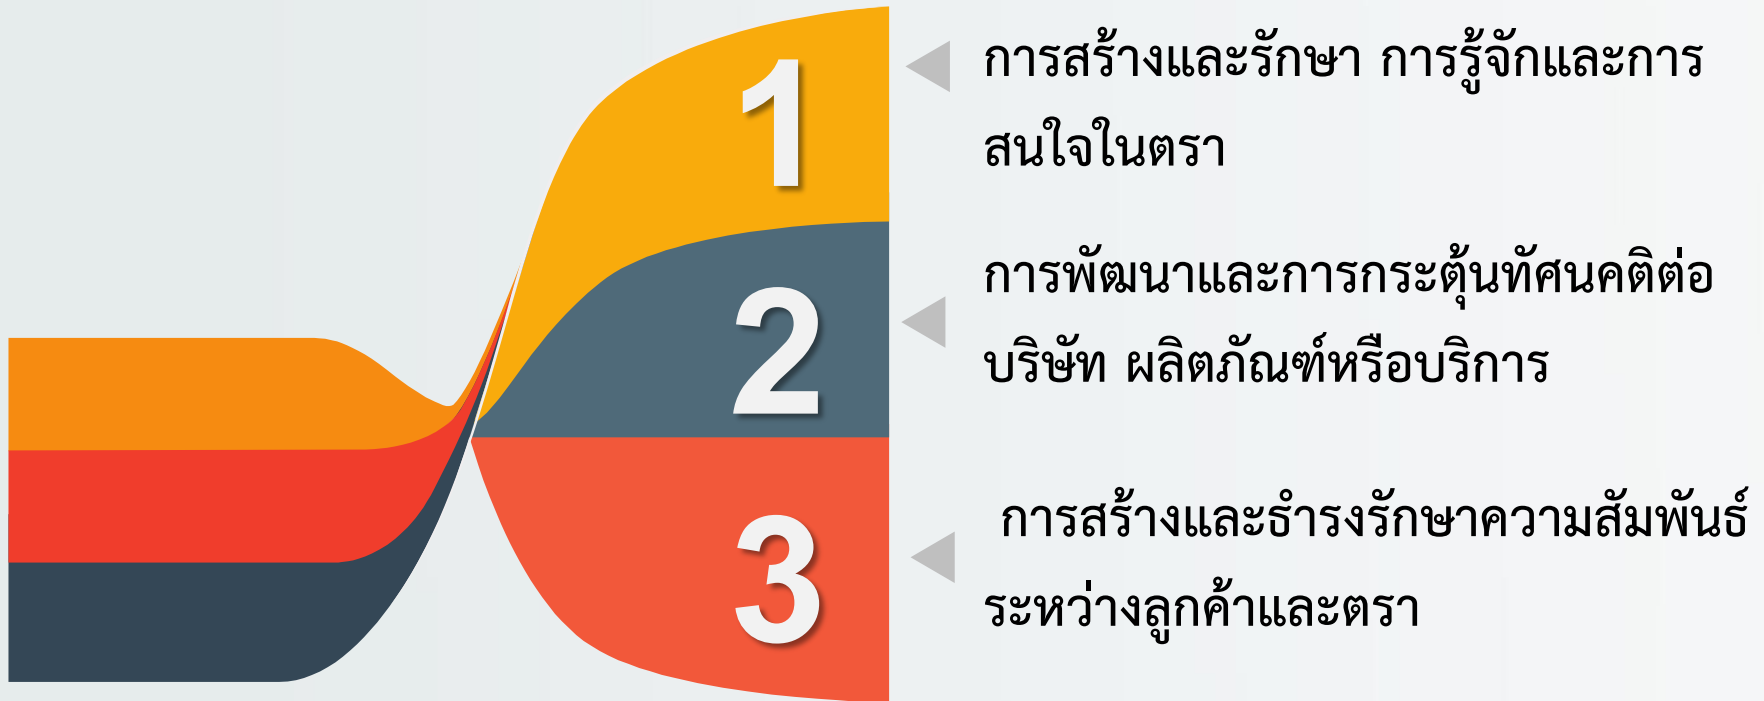 1
การสร้างและรักษา การรู้จักและการ
สนใจในตรา
2
การพัฒนาและการกระตุ้นทัศนคติต่อ
บริษัท ผลิตภัณฑ์หรือบริการ
3
การสร้างและธำรงรักษาความสัมพันธ์
ระหว่างลูกค้าและตรา